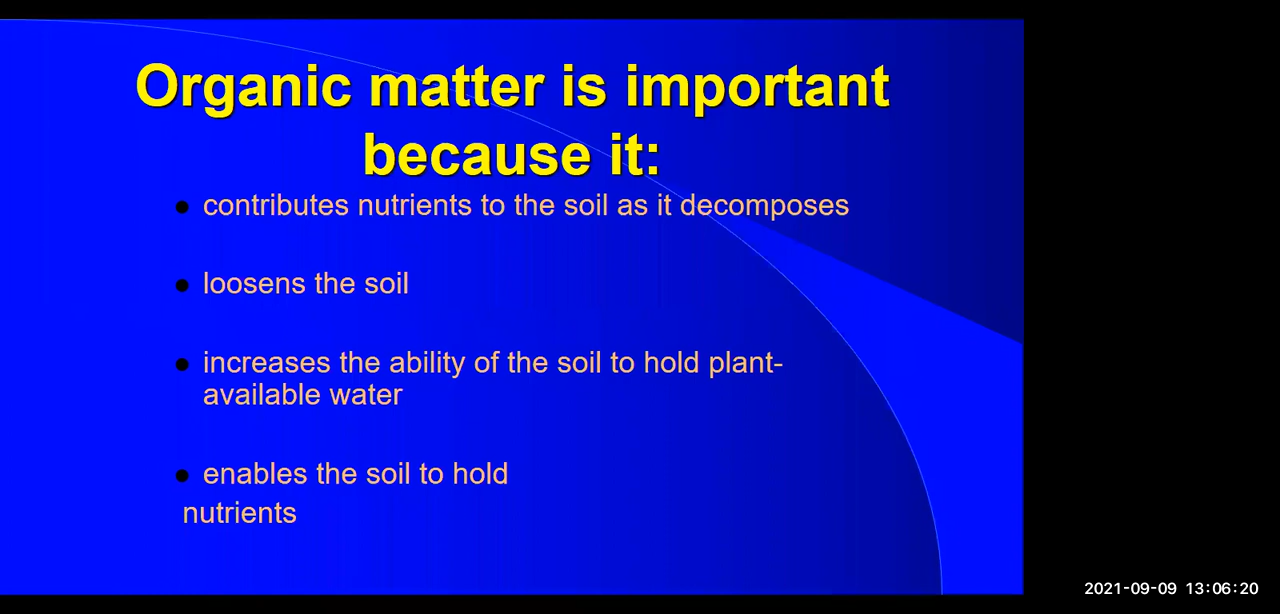 Organic matter is important
because it:
● contributes nutrients to the soil as it decomposes
● loosens the soil
● increases the ability of the soil to hold plant-
available water
● enables the soil to hold
nutrients
2021-09-09 13:06:20